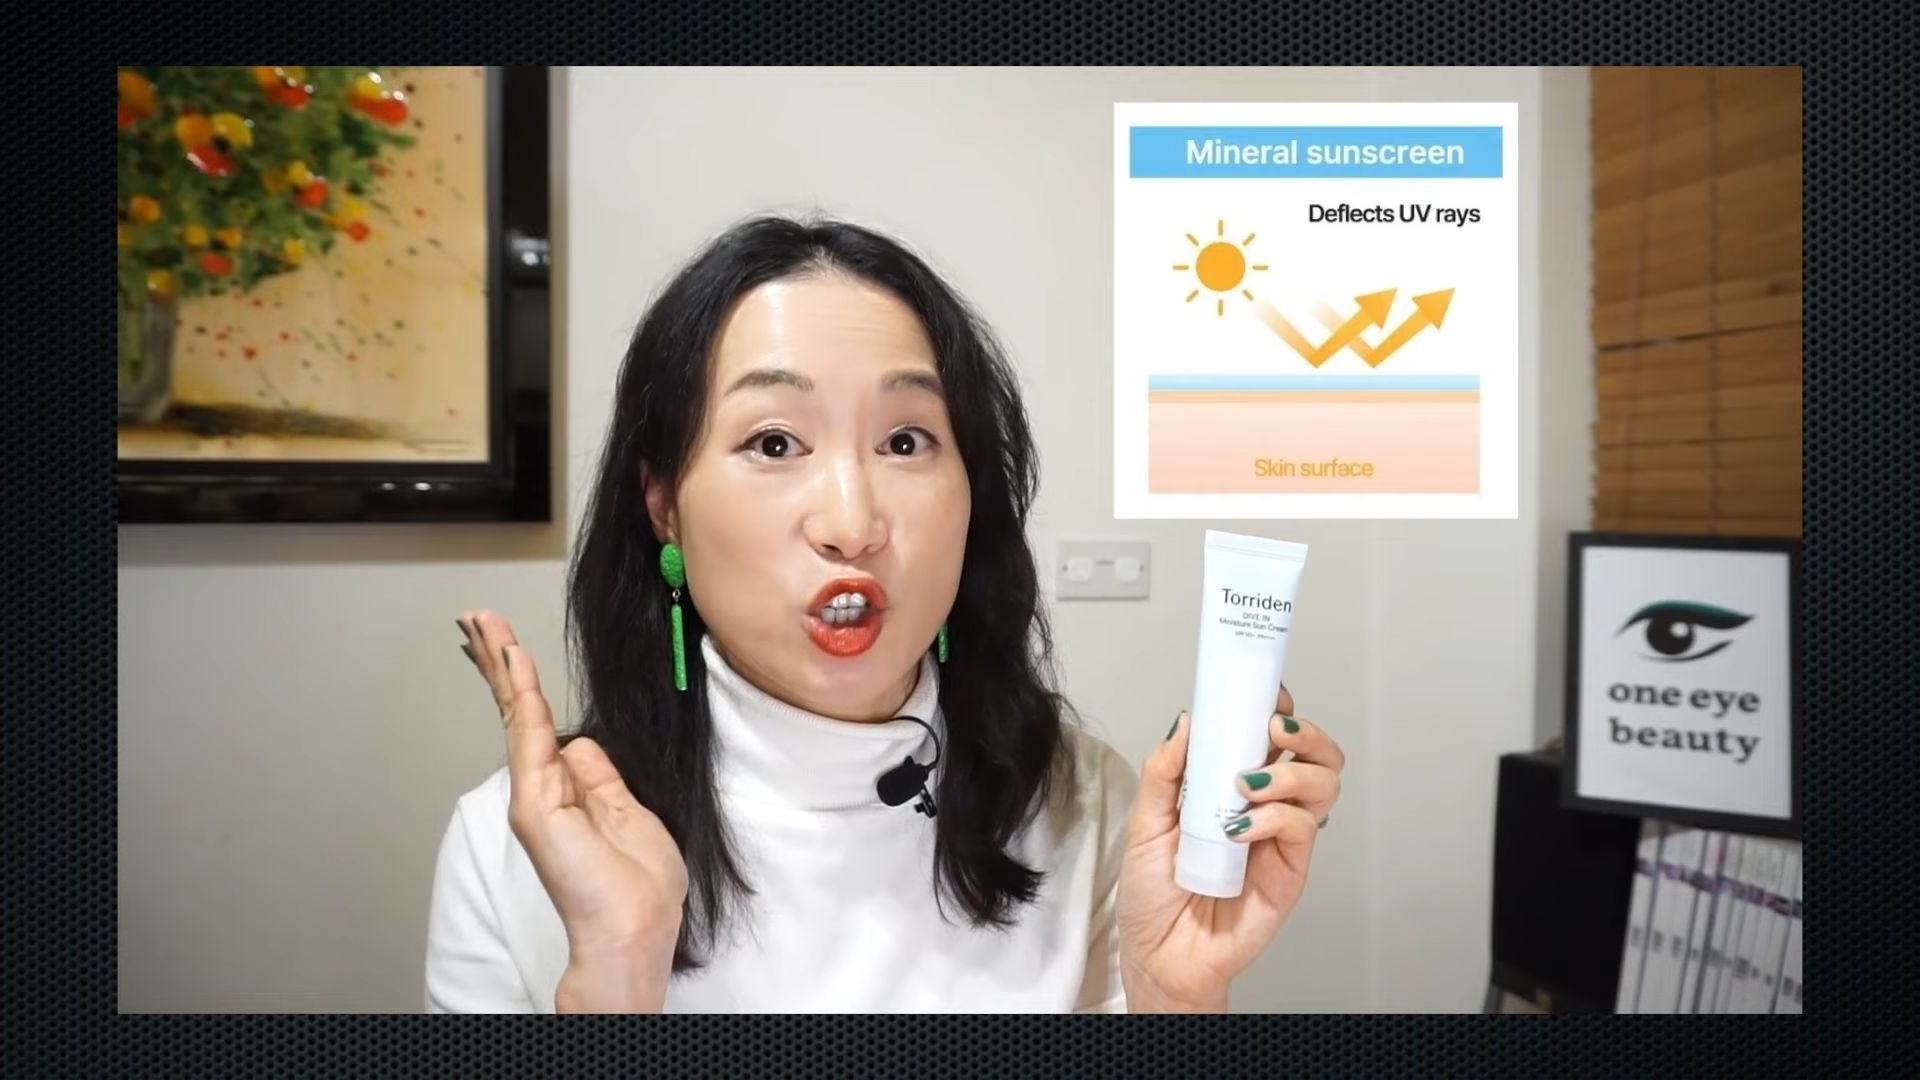 Mineral sunscreen
Deflects UV rays
Skin surface
Torriden
DIVE IN
Moisture Sun Cream
one eye
beauty